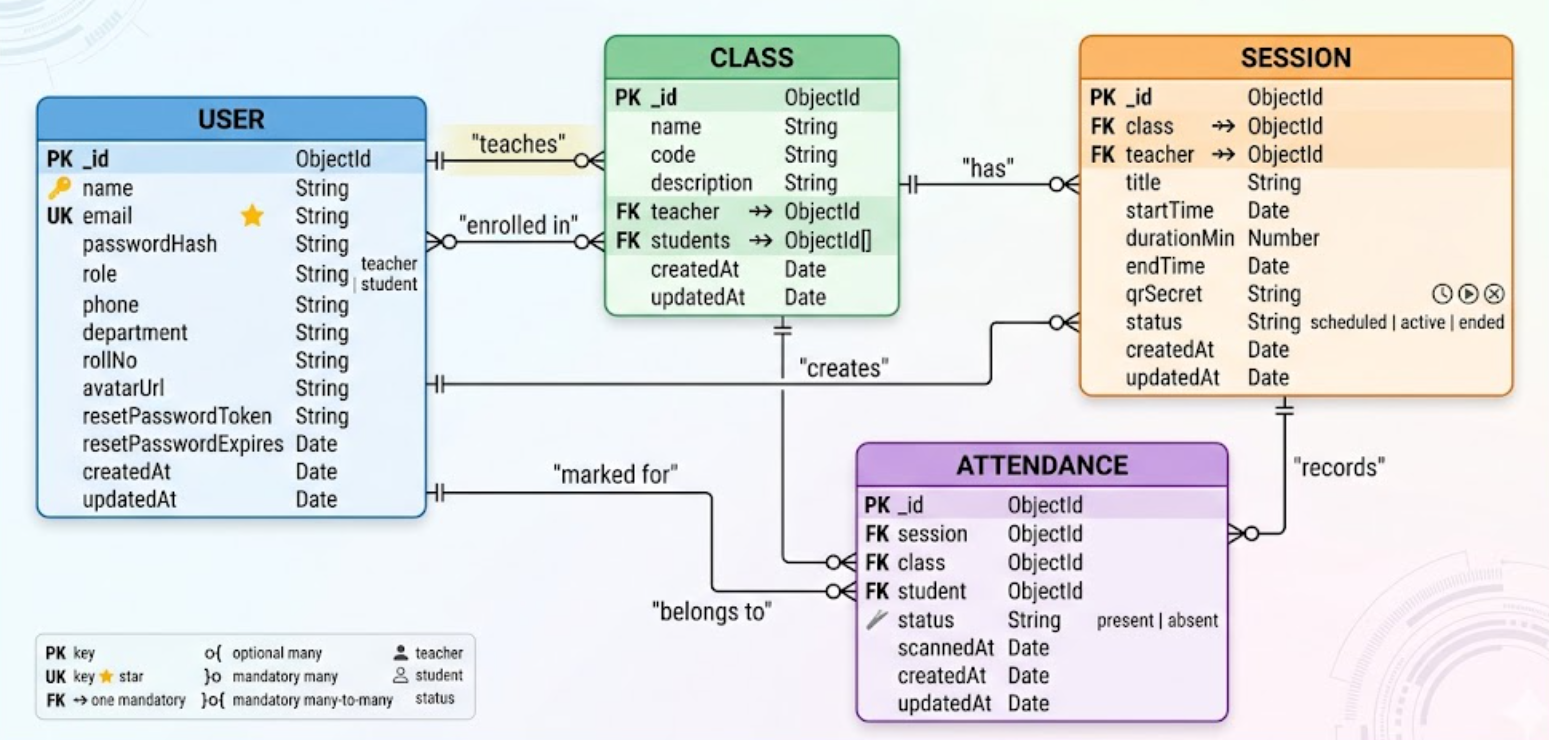 USER
PK _id ObjectId
name String
UK email String
passwordHash String
role String teacher | student
phone String
department String
rollNo String
avatarUrl String
resetPasswordToken String
resetPasswordExpires Date
createdAt Date
updatedAt Date
"teaches"
"enrolled in"
CLASS
PK _id ObjectId
name String
code String
description String
FK teacher →→ ObjectId
FK students →→ ObjectId[]
createdAt Date
updatedAt Date
"has"
"creates"
SESSION
PK _id ObjectId
FK class →→ ObjectId
FK teacher →→ ObjectId
title String
startTime Date
durationMin Number
endTime Date
qrSecret String
status String scheduled | active | ended
createdAt Date
updatedAt Date
"marked for"
"belongs to"
"records"
ATTENDANCE
PK _id ObjectId
FK session ObjectId
FK class ObjectId
FK student ObjectId
status String present | absent
scannedAt Date
createdAt Date
updatedAt Date
PK key o{ optional many teacher
UK key star }o mandatory many student
FK → one mandatory }o{ mandatory many-to-many status